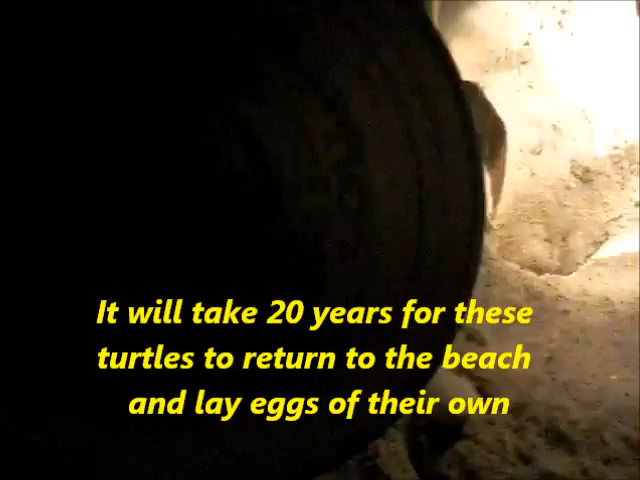 It will take 20 years for these
turtles to return to the beach
and lay eggs of their own